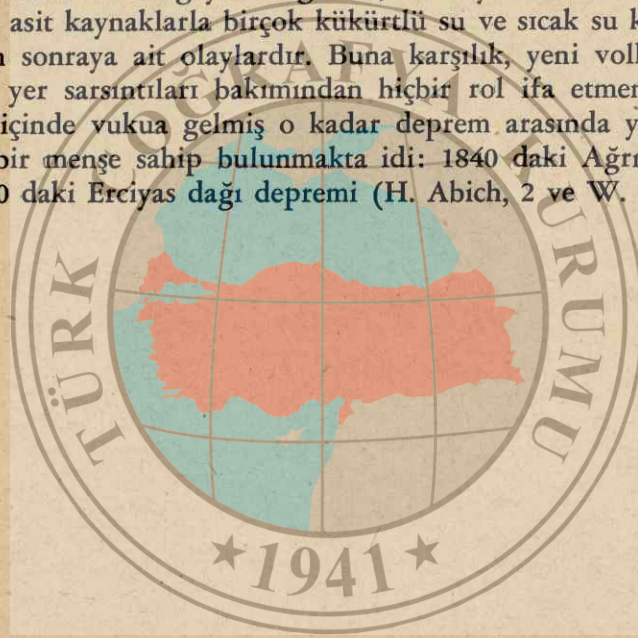 asit kaynaklarla birçok kükürtlü su ve sıcak su k
sonraya ait olaylardır. Buna karşılık, yeni voll
yer sarsıntıları bakımından hiçbir rol ifa etmer
içinde vukua gelmiş o kadar deprem arasında y
bir menşe sahip bulunmakta idi: 1840 daki Ağrı
0 daki Erciyas dağı depremi (H. Abich, 2 ve W.
TÜRK COĞRAFYA KURUMU
★1941★